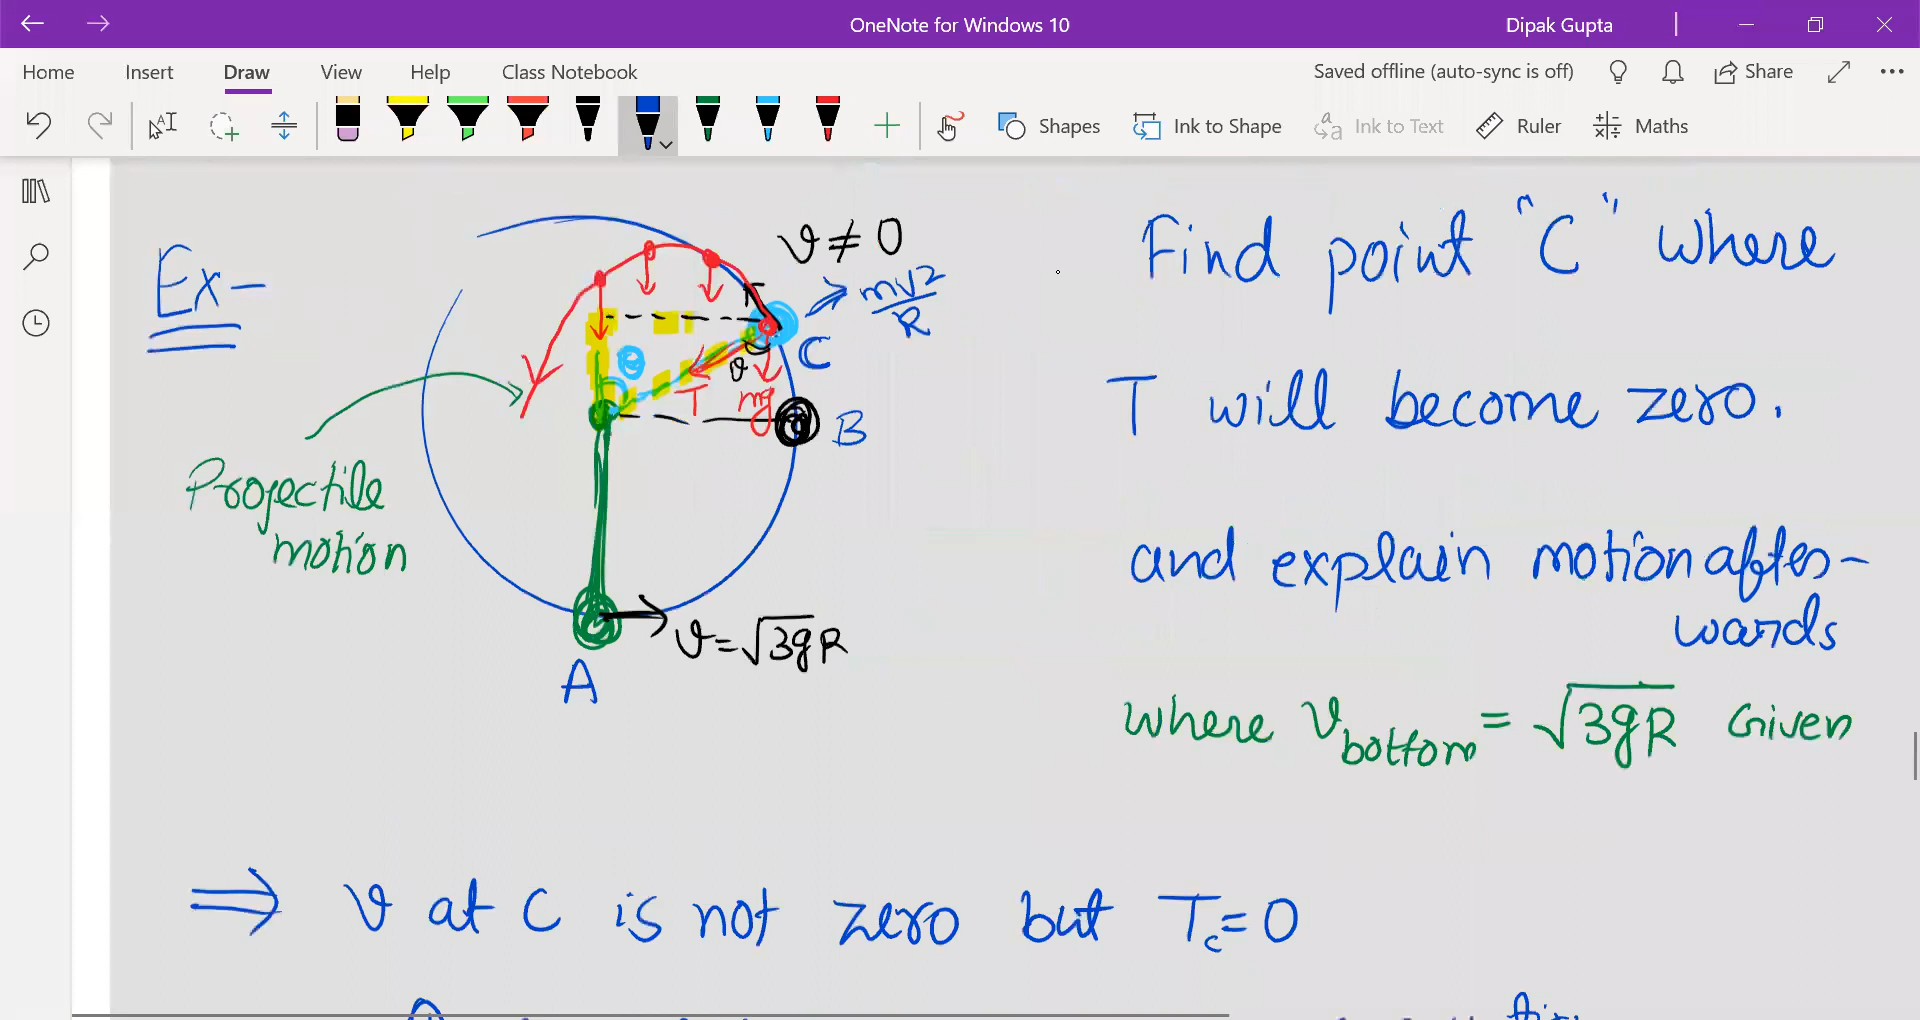 OneNote for Windows 10
Dipak Gupta
Home Insert Draw View Help Class Notebook
Saved offline (auto-sync is off) Share
Shapes Ink to Shape Ink to Text Ruler Maths
Ex-
v ≠ 0
mv²/R
C
θ
θ
T mg
B
Projectile
motion
v = √3gR
A
Find point "C" where
T will become zero.
and explain motion after-
wards
where v bottom = √3gR Given
⇒ v at C is not zero but Tc = 0